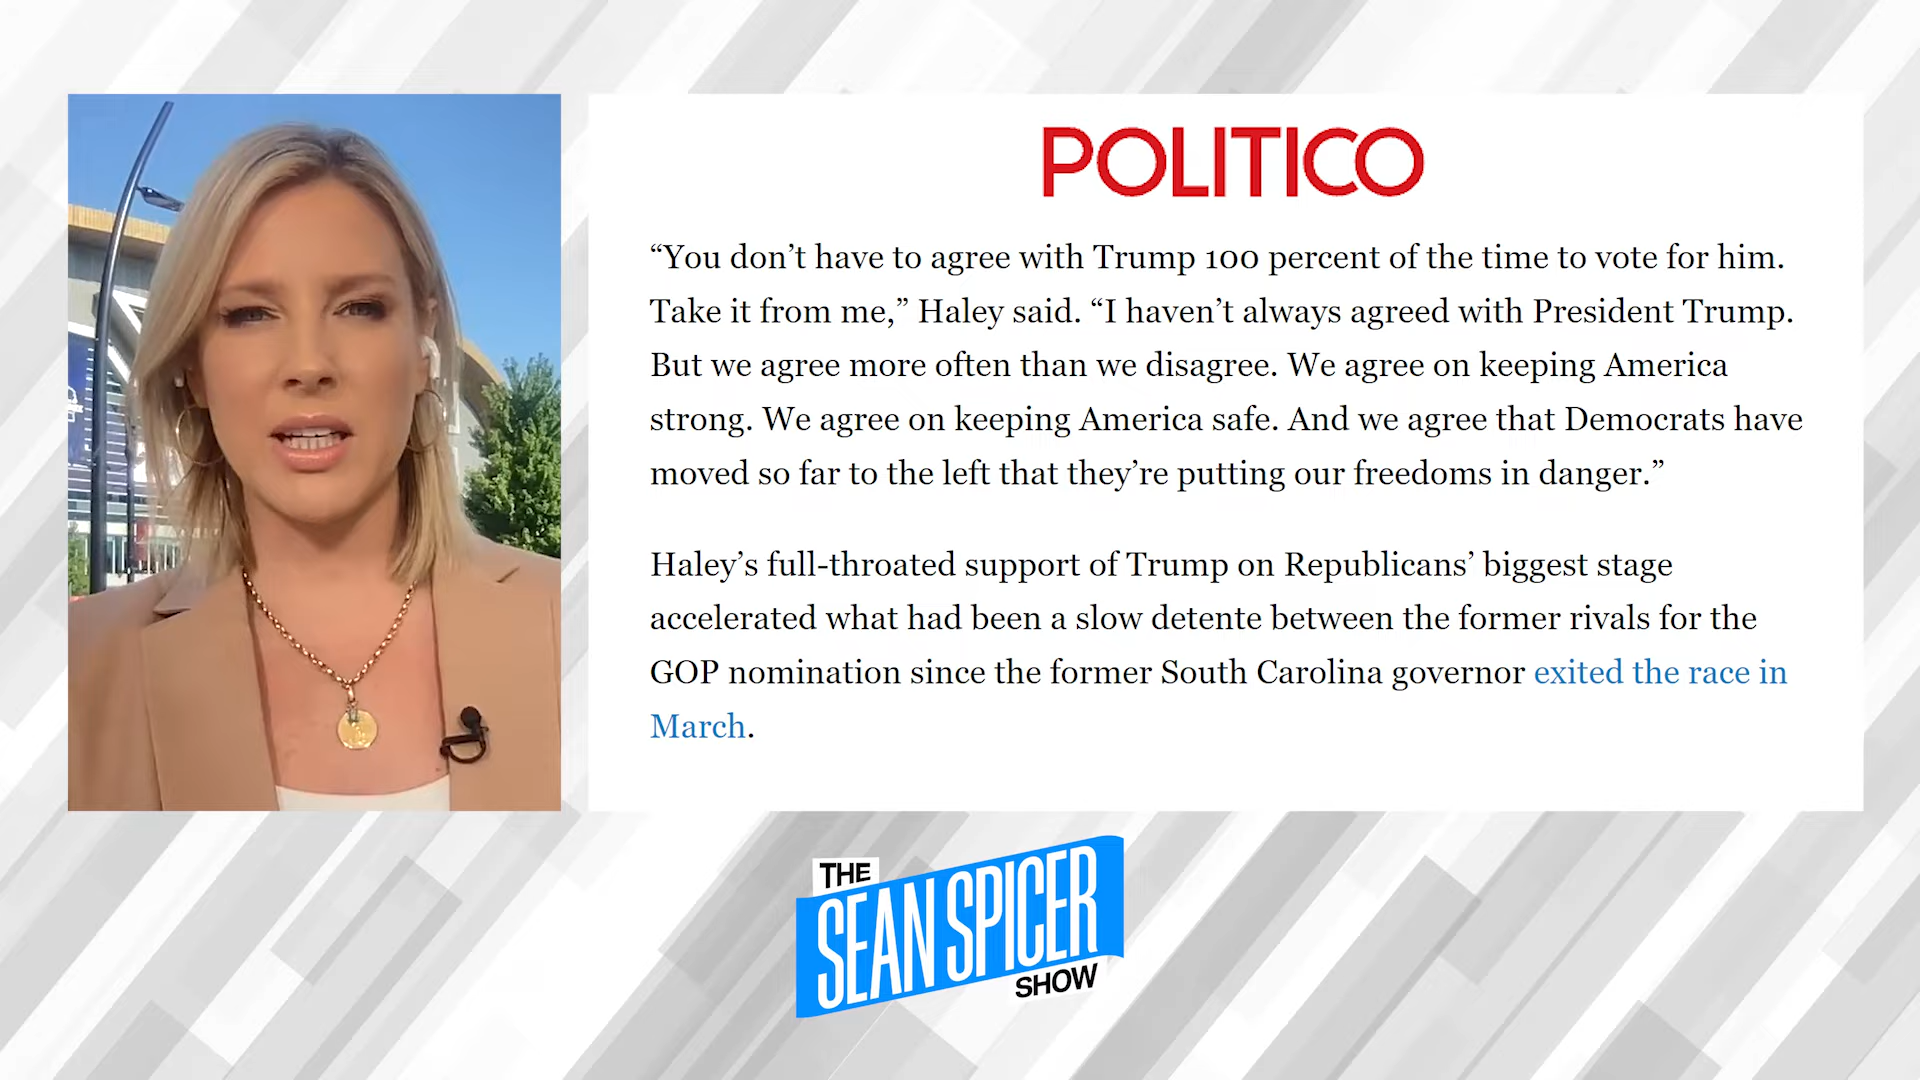 POLITICO
“You don’t have to agree with Trump 100 percent of the time to vote for him.
Take it from me,” Haley said. “I haven’t always agreed with President Trump.
But we agree more often than we disagree. We agree on keeping America
strong. We agree on keeping America safe. And we agree that Democrats have
moved so far to the left that they’re putting our freedoms in danger.”
Haley’s full-throated support of Trump on Republicans’ biggest stage
accelerated what had been a slow detente between the former rivals for the
GOP nomination since the former South Carolina governor exited the race in
March.
THE
SEAN SPICER
SHOW